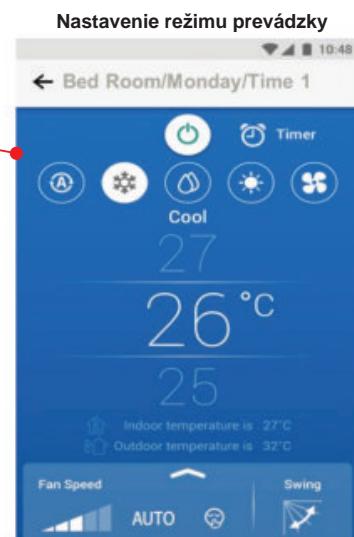 Nastavenie režimu prevádzky
10:48
Bed Room/Monday/Time 1
Timer
Cool
27
26°C
25
Indoor temperature is 27°C
Outdoor temperature is 32°C
Fan Speed Swing
AUTO